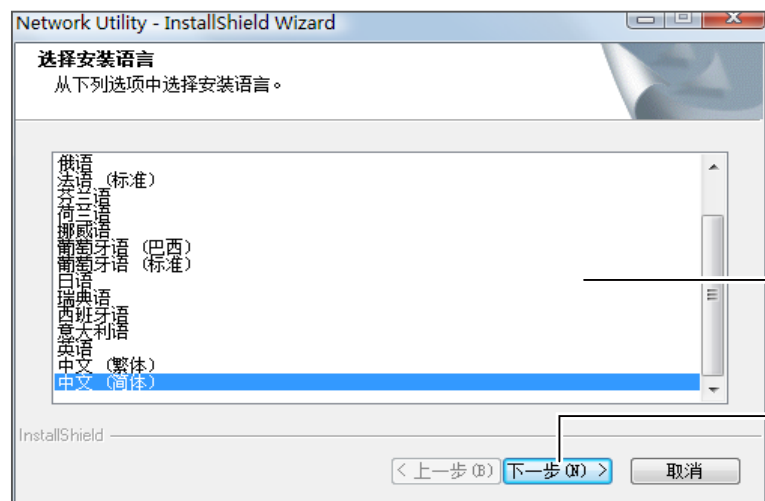 Network Utility - InstallShield Wizard
选择安装语言
从下列选项中选择安装语言。
俄语
法语 (标准)
芬兰语
荷兰语
挪威语
葡萄牙语 (巴西)
葡萄牙语 (标准)
日语
瑞典语
西班牙语
意大利语
英语
中文 (繁体)
中文 (简体)
InstallShield
< 上一步(B) 下一步(N) > 取消